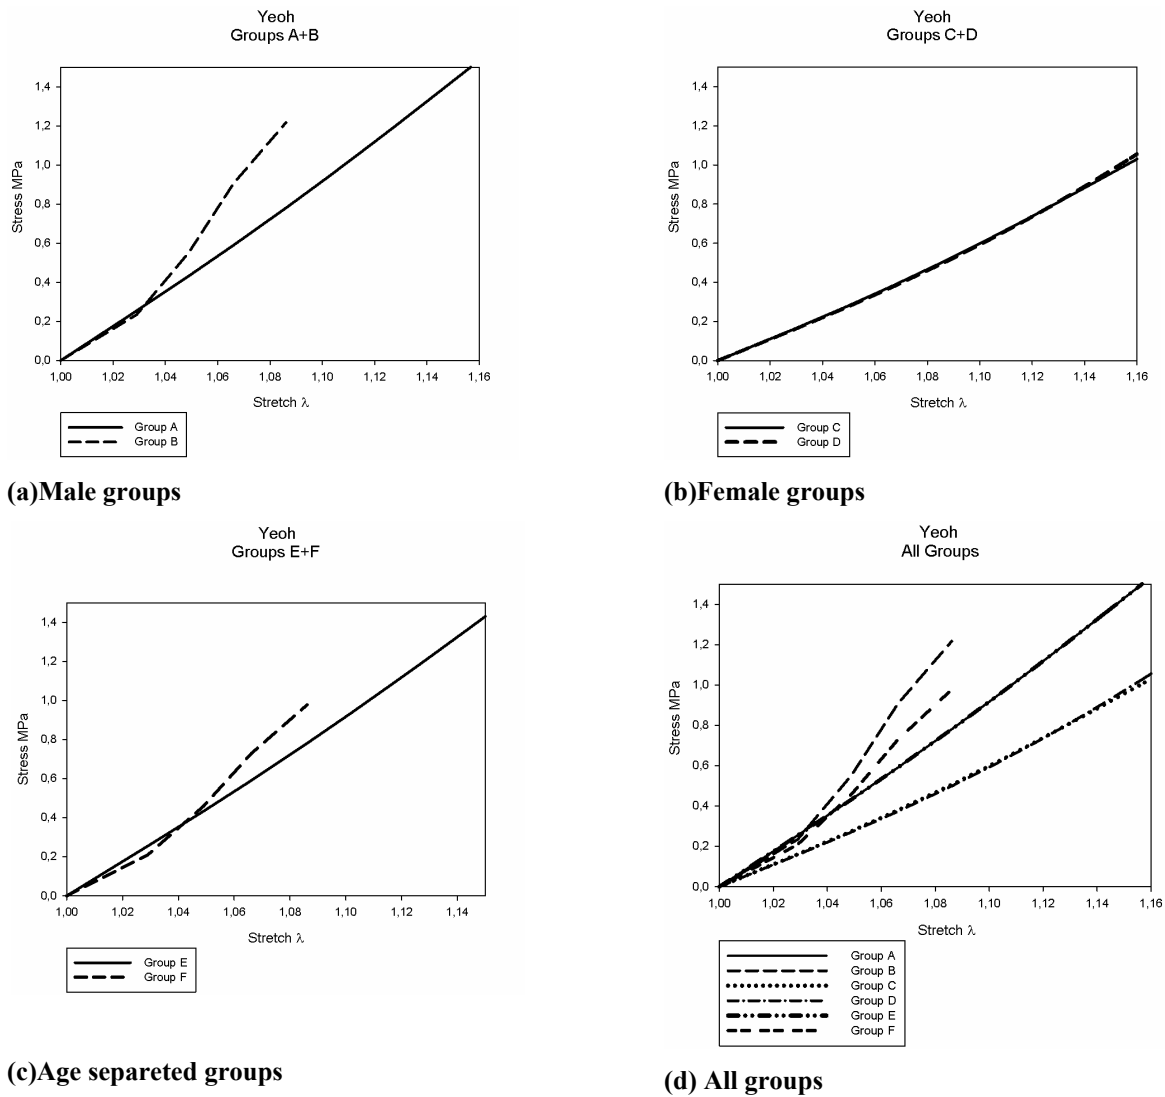 Yeoh
Groups A+B
Stress MPa
1,4
1,2
1,0
0,8
0,6
0,4
0,2
0,0
1,00 1,02 1,04 1,06 1,08 1,10 1,12 1,14 1,16
Stretch λ
Group A
Group B
(a)Male groups
Yeoh
Groups C+D
Stress MPa
1,4
1,2
1,0
0,8
0,6
0,4
0,2
0,0
1,00 1,02 1,04 1,06 1,08 1,10 1,12 1,14 1,16
Stretch λ
Group C
Group D
(b)Female groups
Yeoh
Groups E+F
Stress MPa
1,4
1,2
1,0
0,8
0,6
0,4
0,2
0,0
1,00 1,02 1,04 1,06 1,08 1,10 1,12 1,14
Stretch λ
Group E
Group F
(c)Age separeted groups
Yeoh
All Groups
Stress MPa
1,4
1,2
1,0
0,8
0,6
0,4
0,2
0,0
1,00 1,02 1,04 1,06 1,08 1,10 1,12 1,14 1,16
Stretch λ
Group A
Group B
Group C
Group D
Group E
Group F
(d) All groups